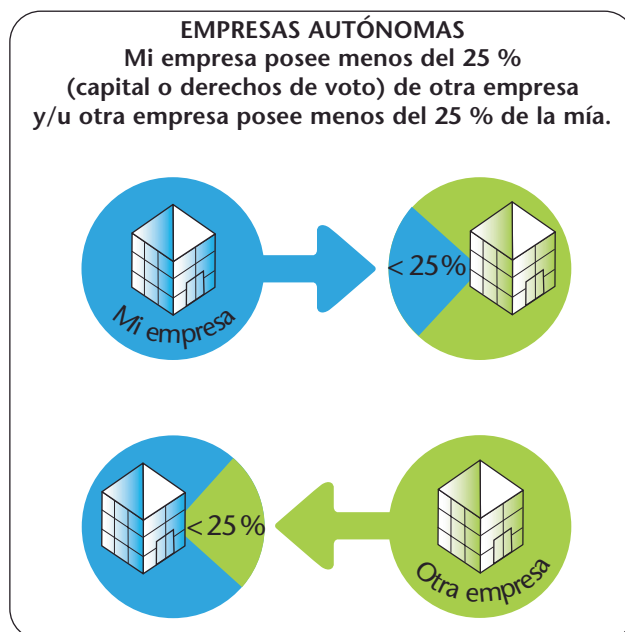 EMPRESAS AUTÓNOMAS
Mi empresa posee menos del 25 %
(capital o derechos de voto) de otra empresa
y/u otra empresa posee menos del 25 % de la mía.
Mi empresa
< 25%
< 25 %
Otra empresa